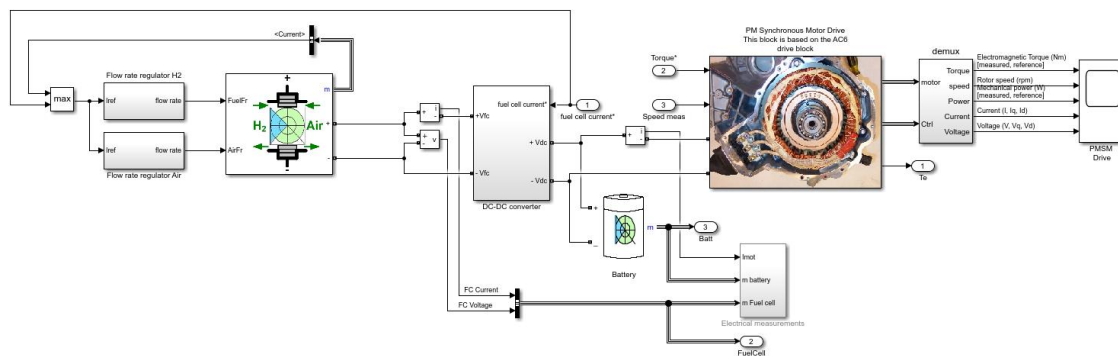 <Current>
Flow rate regulator H2
Iref
flow rate
max
Iref
flow rate
Flow rate regulator Air
FuelFr
AirFr
+
m
H2
Air
+
-
-
+
i
-
+
v
-
fuel cell current*
+Vfc
+ Vdc
- Vfc
- Vdc
DC-DC converter
1
fuel cell current*
+
i
-
Torque*
2
3
Speed meas
PM Synchronous Motor Drive
This block is based on the AC6
drive block
demux
motor
Ctrl
Torque
speed
Power
Current
Voltage
Electromagnetic Torque (Nm)
[measured, reference]
Rotor speed (rpm)
Mechanical power (W)
[measured, reference]
Current (I, Iq, Id)
Voltage (V, Vq, Vd)
PMSM
Drive
1
Te
+
_
m
Battery
3
Batt
Imot
m battery
m Fuel cell
Electrical measurements
FC Current
FC Voltage
2
FuelCell